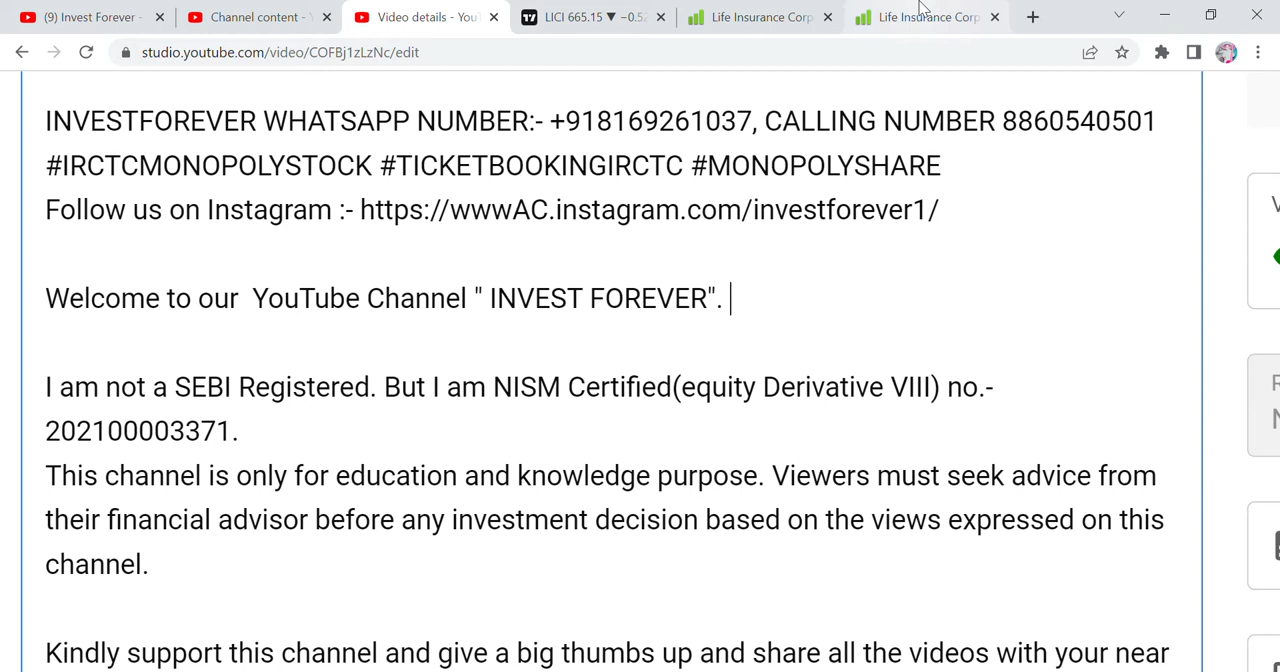 (9) Invest Forever -
Channel content - Y
Video details - YouT
LICI 665.15 ▼ −0.52
Life Insurance Corp
Life Insurance Corp
studio.youtube.com/video/COFBj1zLzNc/edit
INVESTFOREVER WHATSAPP NUMBER:- +918169261037, CALLING NUMBER 8860540501
#IRCTCMONOPOLYSTOCK #TICKETBOOKINGIRCTC #MONOPOLYSHARE
Follow us on Instagram :- https://wwwAC.instagram.com/investforever1/
Welcome to our  YouTube Channel " INVEST FOREVER".
I am not a SEBI Registered. But I am NISM Certified(equity Derivative VIII) no.-
202100003371.
This channel is only for education and knowledge purpose. Viewers must seek advice from
their financial advisor before any investment decision based on the views expressed on this
channel.
Kindly support this channel and give a big thumbs up and share all the videos with your near